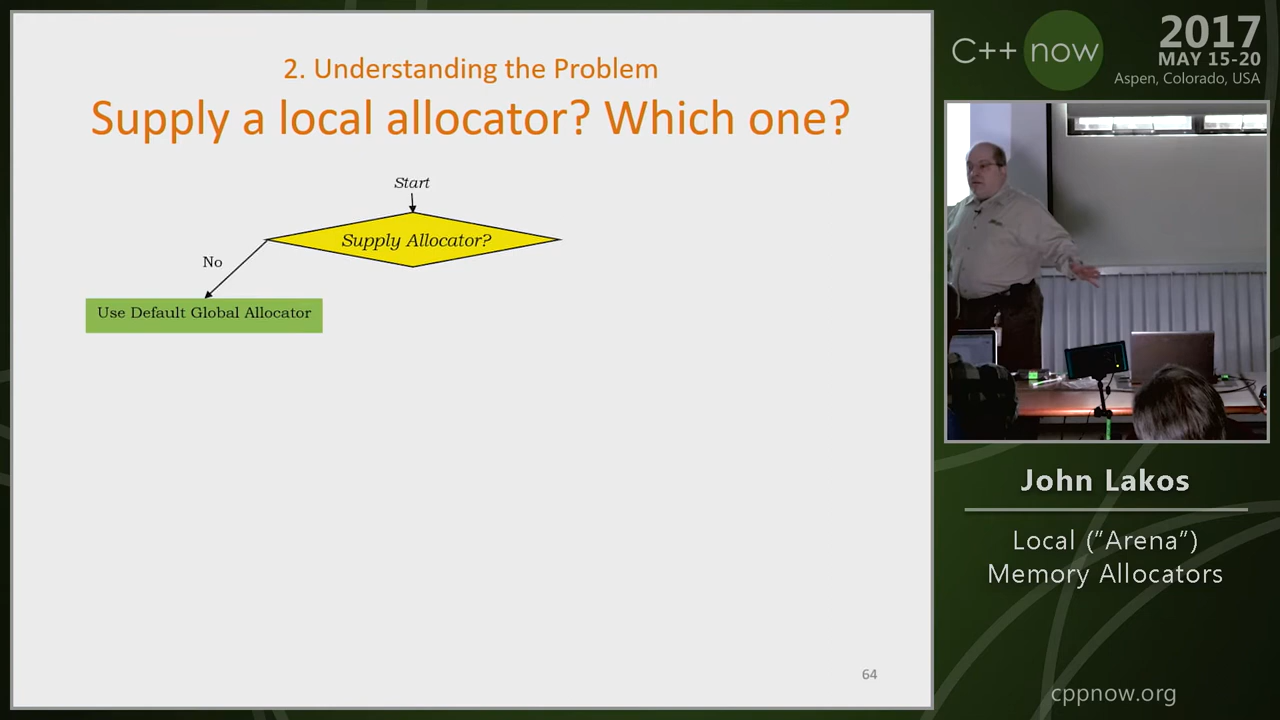 2. Understanding the Problem
Supply a local allocator? Which one?
Start
Supply Allocator?
No
Use Default Global Allocator
64
C++ now
2017
MAY 15-20
Aspen, Colorado, USA
John Lakos
Local ("Arena")
Memory Allocators
cppnow.org